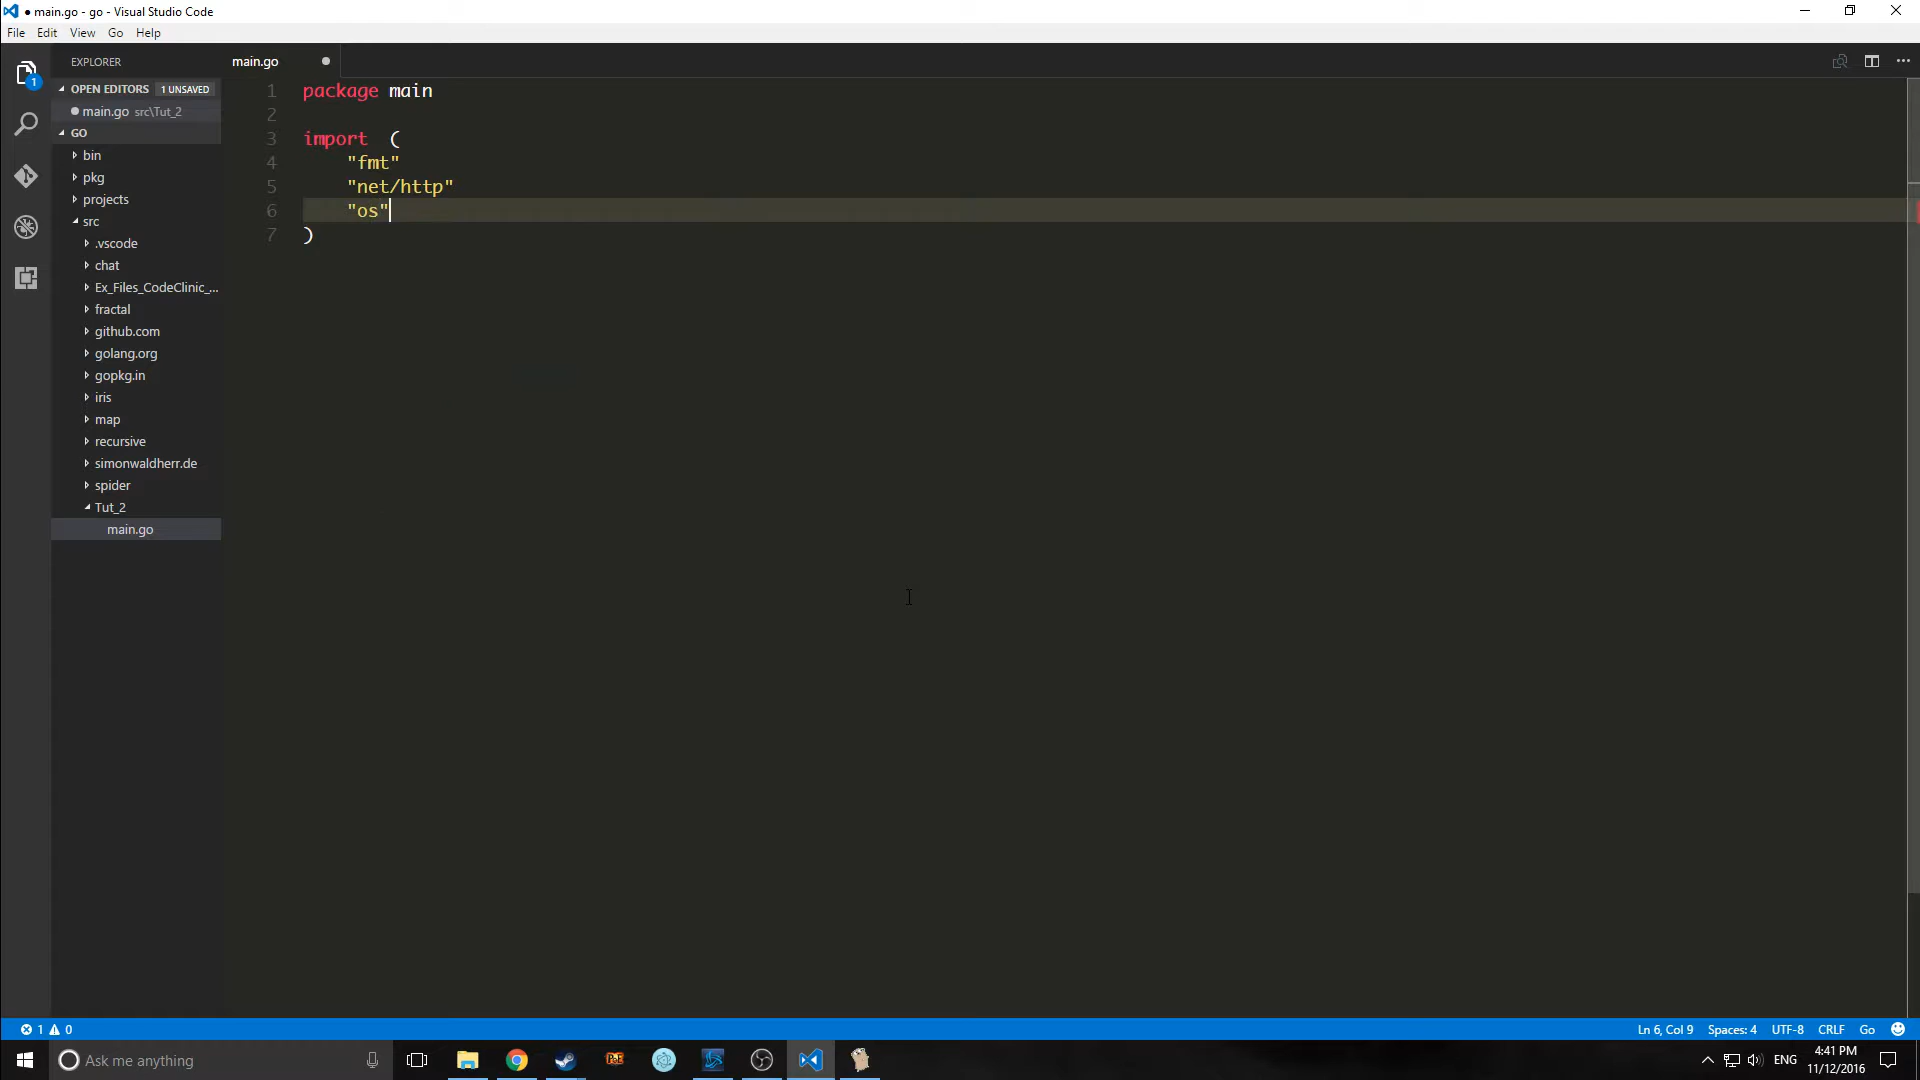 ● main.go - go - Visual Studio Code
File Edit View Go Help
EXPLORER
OPEN EDITORS 1 UNSAVED
main.go src\Tut_2
GO
bin
pkg
projects
src
.vscode
chat
Ex_Files_CodeClinic_...
fractal
github.com
golang.org
gopkg.in
iris
map
recursive
simonwaldherr.de
spider
Tut_2
main.go
1
main.go
1 package main
2
3 import  (
4     "fmt"
5     "net/http"
6     "os"
7 )
1 0
Ln 6, Col 9 Spaces: 4 UTF-8 CRLF Go
Ask me anything
PoE
ENG
4:41 PM
11/12/2016